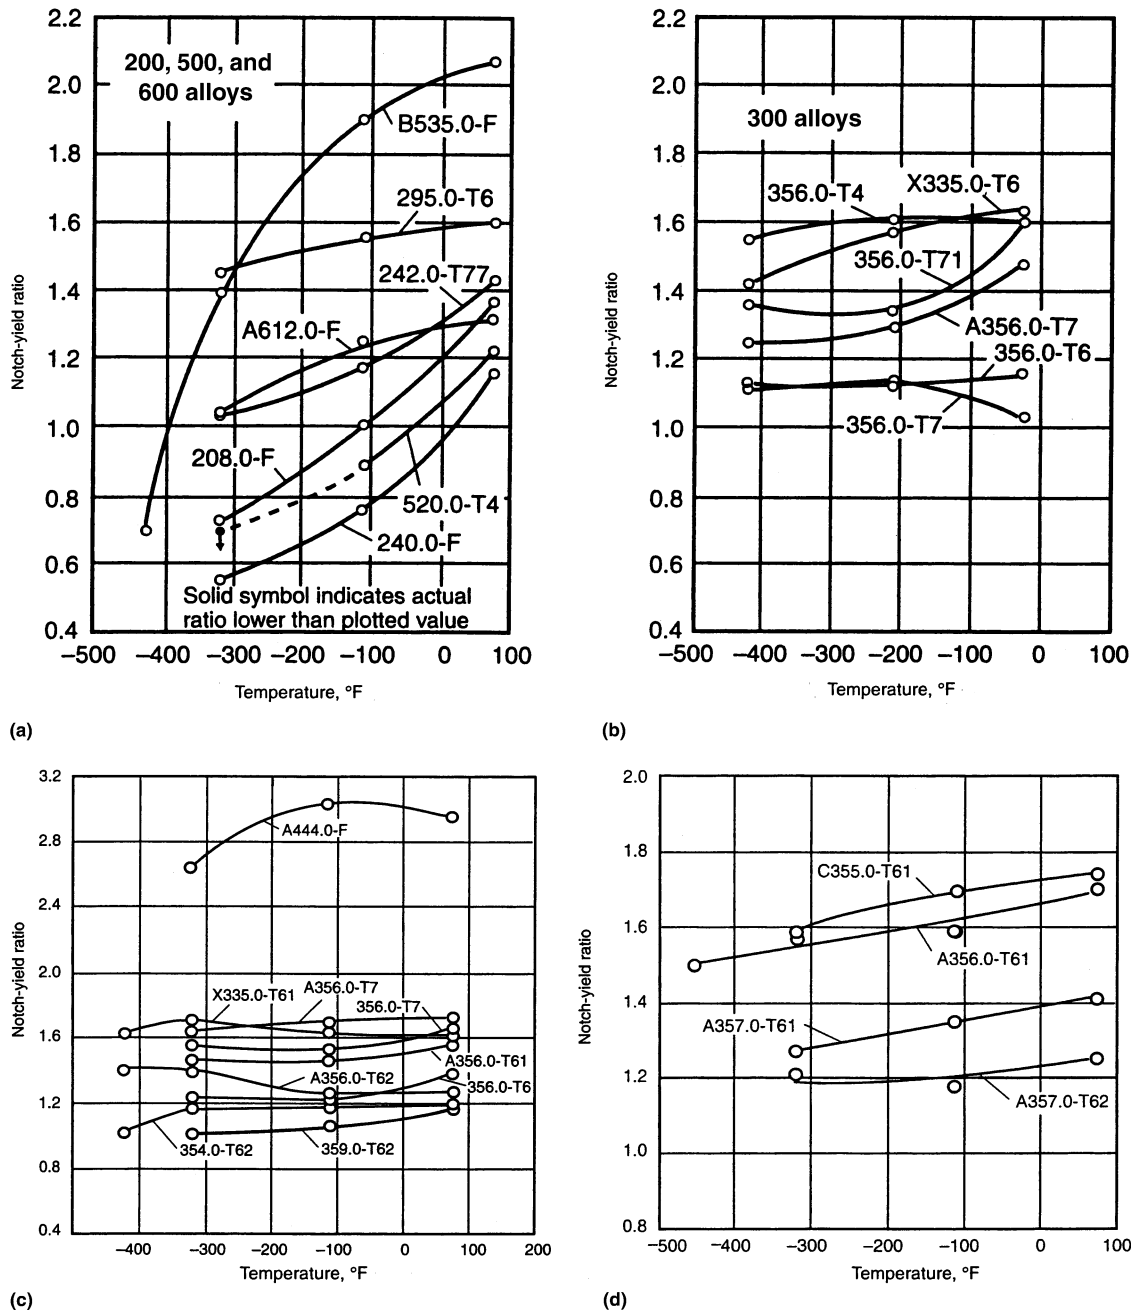 2.2
2.0
1.8
1.6
1.4
1.2
1.0
0.8
0.6
0.4
Notch-yield ratio
200, 500, and
600 alloys
B535.0-F
295.0-T6
242.0-T77
A612.0-F
208.0-F
520.0-T4
240.0-F
Solid symbol indicates actual
ratio lower than plotted value
–500 –400 –300 –200 –100 0 100
Temperature, °F
(a)
2.2
2.0
1.8
1.6
1.4
1.2
1.0
0.8
0.6
0.4
Notch-yield ratio
300 alloys
356.0-T4
X335.0-T6
356.0-T71
A356.0-T7
356.0-T6
356.0-T7
–500 –400 –300 –200 –100 0 100
Temperature, °F
(b)
3.2
2.8
2.4
2.0
1.6
1.2
0.8
0.4
Notch-yield ratio
A444.0-F
A356.0-T7
X335.0-T61
356.0-T7
A356.0-T61
A356.0-T62
356.0-T6
354.0-T62
359.0-T62
–400 –300 –200 –100 0 100 200
Temperature, °F
(c)
2.0
1.8
1.6
1.4
1.2
1.0
0.8
Notch-yield ratio
C355.0-T61
A356.0-T61
A357.0-T61
A357.0-T62
–500 –400 –300 –200 –100 0 100
Temperature, °F
(d)